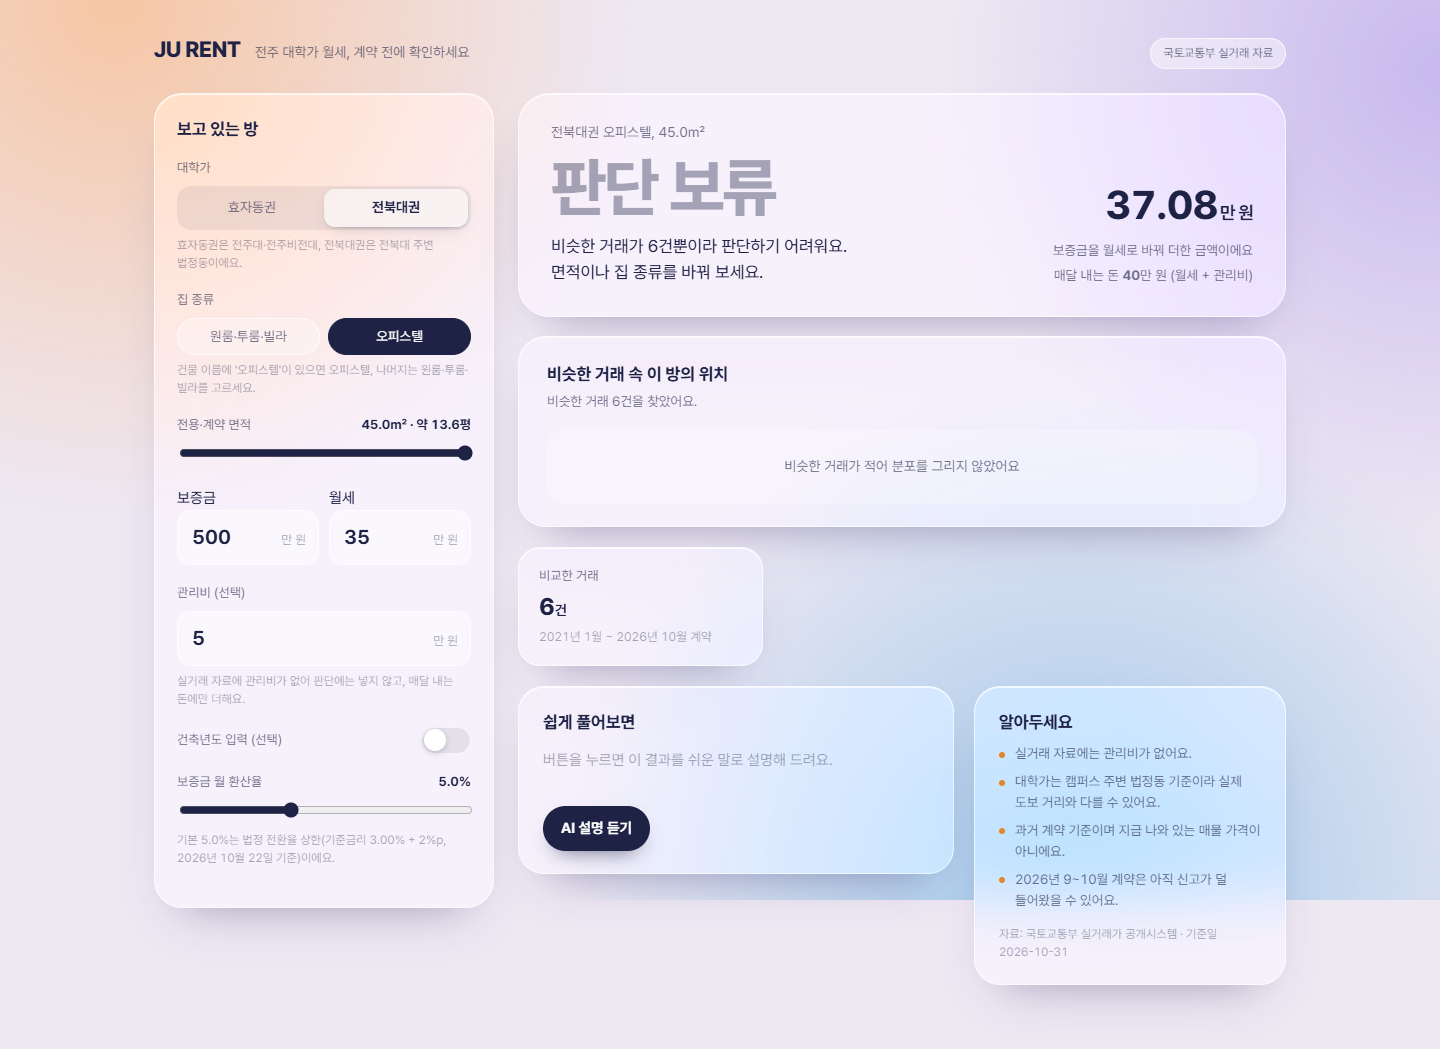 JU RENT 전주 대학가 월세, 계약 전에 확인하세요
국토교통부 실거래 자료
보고 있는 방
대학가
효자동권 전북대권
효자동권은 전주대·전주비전대, 전북대권은 전북대 주변
법정동이에요.
집 종류
원룸·투룸·빌라 오피스텔
건물 이름에 '오피스텔'이 있으면 오피스텔, 나머지는 원룸·투룸·
빌라를 고르세요.
전용·계약 면적 45.0m² · 약 13.6평
보증금 월세
500 만 원 35 만 원
관리비 (선택)
5 만 원
실거래 자료에 관리비가 없어 판단에는 넣지 않고, 매달 내는
돈에만 더해요.
건축년도 입력 (선택)
보증금 월 환산율 5.0%
기본 5.0%는 법정 전환율 상한(기준금리 3.00% + 2%p,
2026년 10월 22일 기준)이에요.
전북대권 오피스텔, 45.0m²
판단 보류
비슷한 거래가 6건뿐이라 판단하기 어려워요.
면적이나 집 종류를 바꿔 보세요.
37.08만 원
보증금을 월세로 바꿔 더한 금액이에요
매달 내는 돈 40만 원 (월세 + 관리비)
비슷한 거래 속 이 방의 위치
비슷한 거래 6건을 찾았어요.
비슷한 거래가 적어 분포를 그리지 않았어요
비교한 거래
6건
2021년 1월 – 2026년 10월 계약
쉽게 풀어보면
버튼을 누르면 이 결과를 쉬운 말로 설명해 드려요.
AI 설명 듣기
알아두세요
실거래 자료에는 관리비가 없어요.
대학가는 캠퍼스 주변 법정동 기준이라 실제
도보 거리와 다를 수 있어요.
과거 계약 기준이며 지금 나와 있는 매물 가격이
아니에요.
2026년 9~10월 계약은 아직 신고가 덜
들어왔을 수 있어요.
자료: 국토교통부 실거래가 공개시스템 · 기준일
2026-10-31